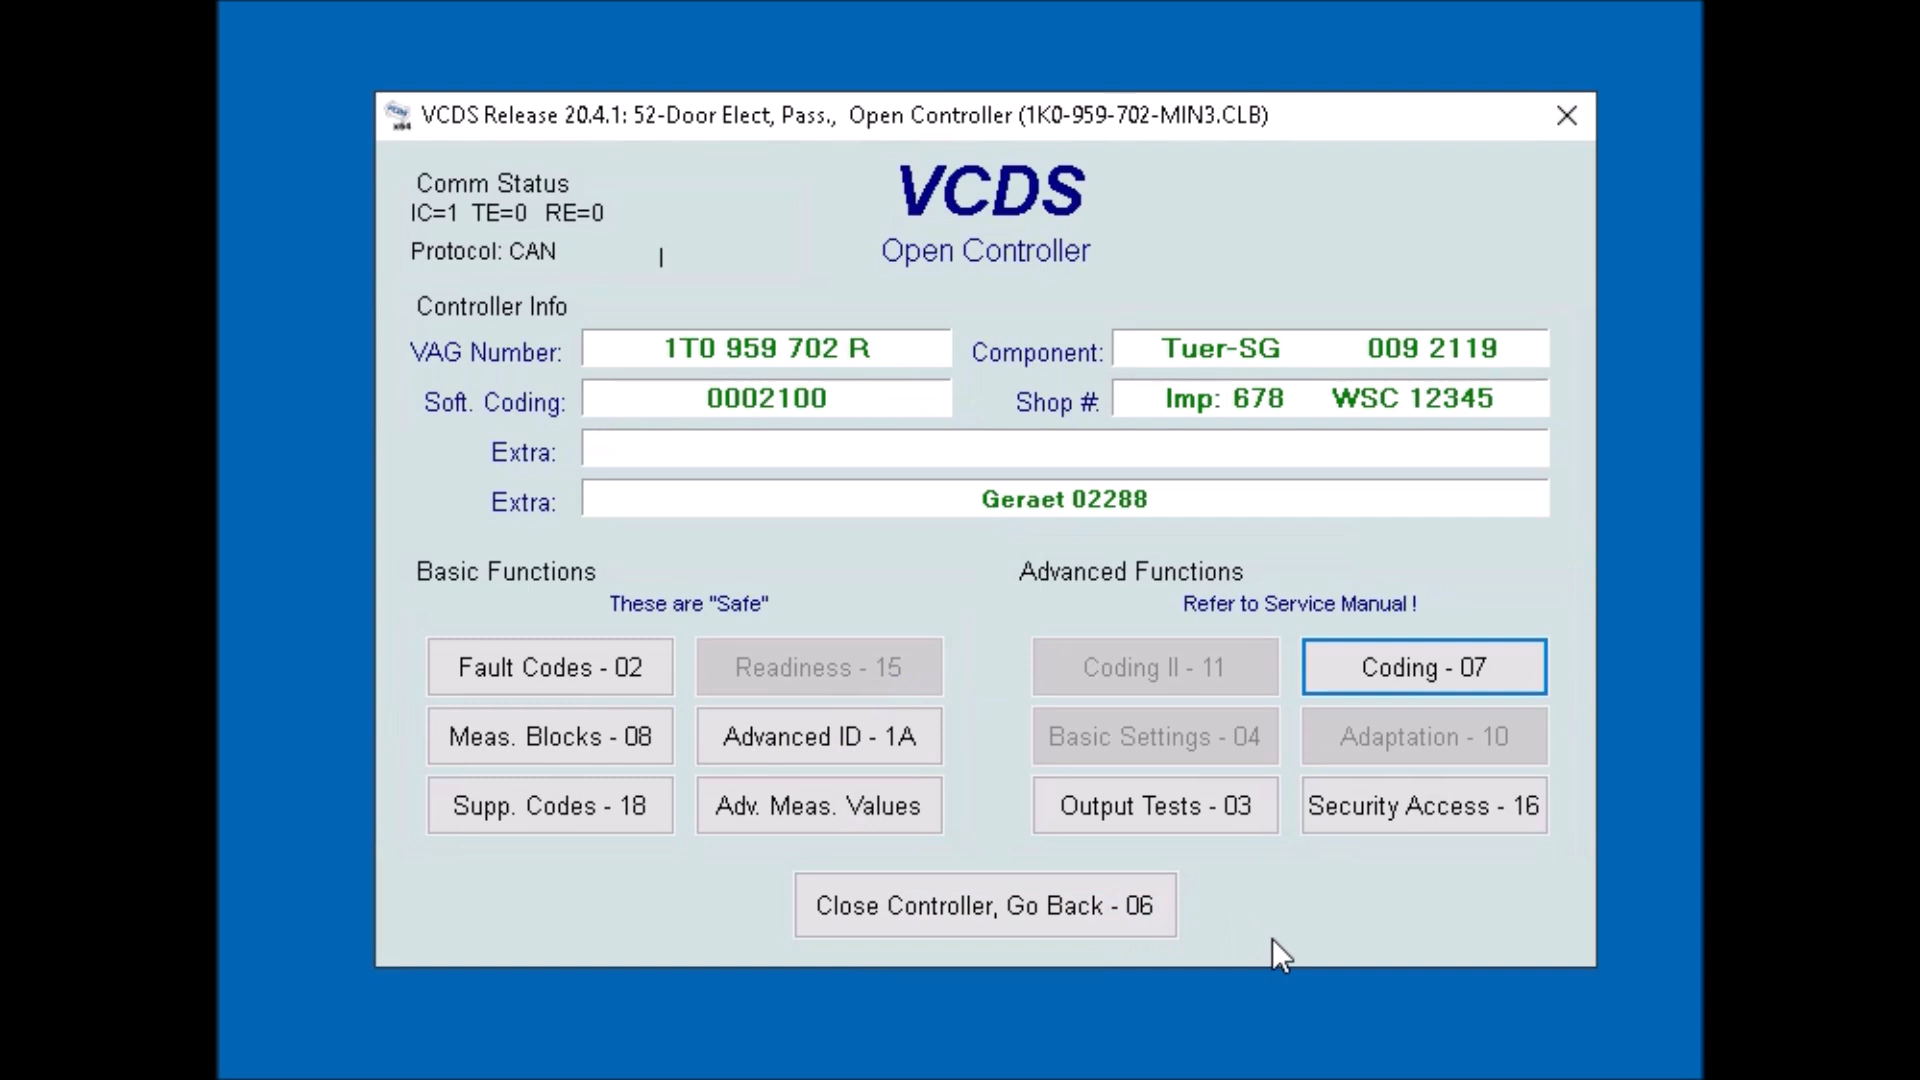 VCDS Release 20.4.1: 52-Door Elect, Pass., Open Controller (1K0-959-702-MIN3.CLB)
Comm Status
IC=1 TE=0 RE=0
Protocol: CAN
|
VCDS
Open Controller
Controller Info
VAG Number: 1T0 959 702 R Component: Tuer-SG 009 2119
Soft. Coding: 0002100 Shop #: Imp: 678 WSC 12345
Extra:
Extra: Geraet 02288
Basic Functions
These are "Safe"
Advanced Functions
Refer to Service Manual !
Fault Codes - 02 Readiness - 15 Coding II - 11 Coding - 07
Meas. Blocks - 08 Advanced ID - 1A Basic Settings - 04 Adaptation - 10
Supp. Codes - 18 Adv. Meas. Values Output Tests - 03 Security Access - 16
Close Controller, Go Back - 06